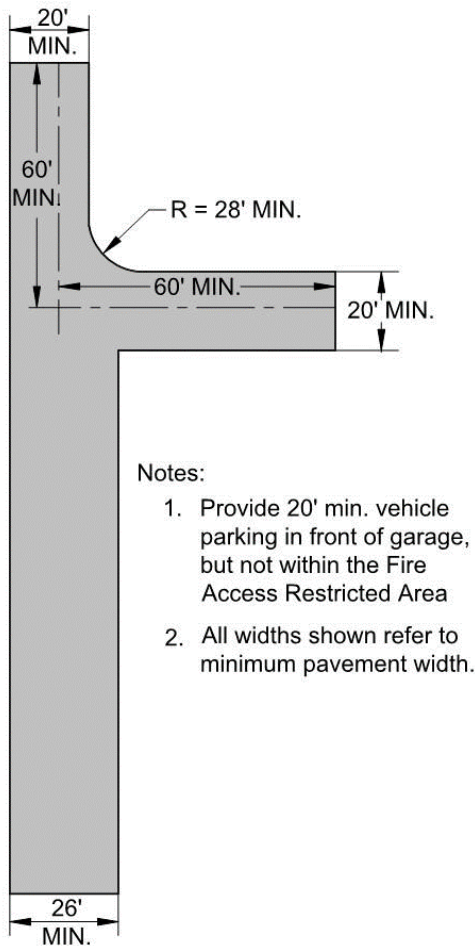 20'
MIN.
60'
MIN.
R = 28' MIN.
60' MIN.
20' MIN.
Notes:
1. Provide 20' min. vehicle
parking in front of garage,
but not within the Fire
Access Restricted Area
2. All widths shown refer to
minimum pavement width.
26'
MIN.